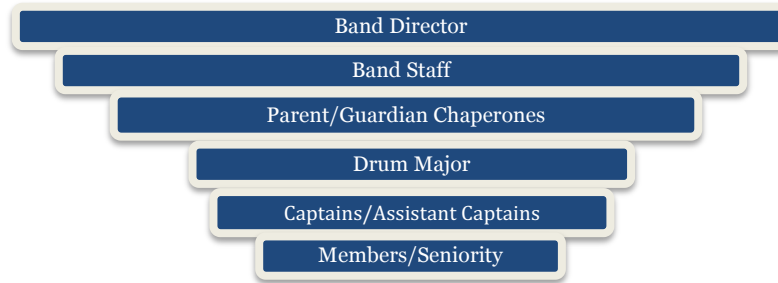 Band Director
Band Staff
Parent/Guardian Chaperones
Drum Major
Captains/Assistant Captains
Members/Seniority